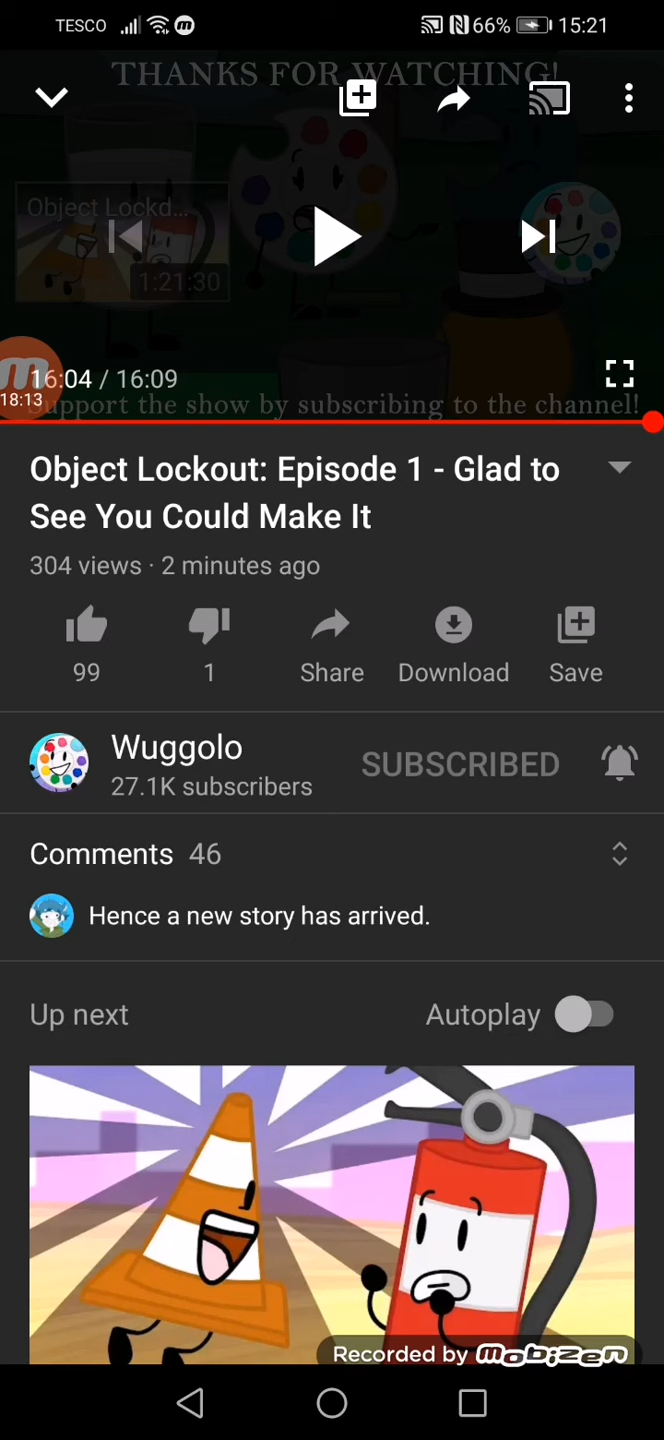 TESCO 66% 15:21
THANKS FOR WATCHING!
Object Lockd...
1:21:30
16:04 / 16:09
18:13
Support the show by subscribing to the channel!
Object Lockout: Episode 1 - Glad to
See You Could Make It
304 views · 2 minutes ago
99 1 Share Download Save
Wuggolo
27.1K subscribers
SUBSCRIBED
Comments 46
Hence a new story has arrived.
Up next Autoplay
Recorded by mobizen